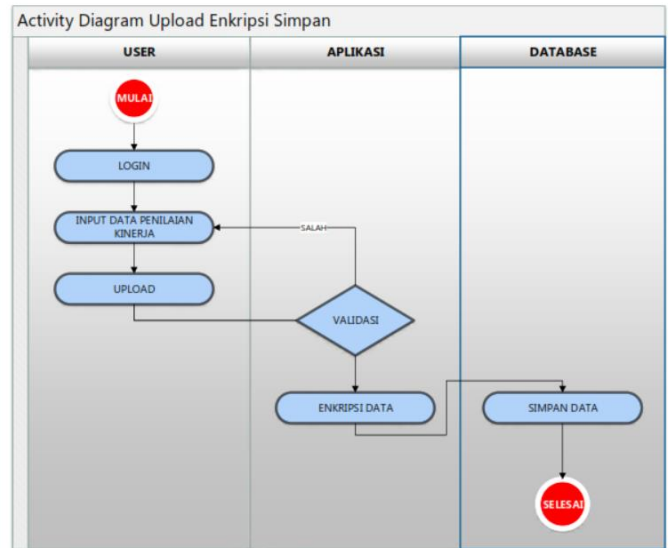 Activity Diagram Upload Enkripsi Simpan
USER
APLIKASI
DATABASE
MULAI
LOGIN
INPUT DATA PENILAIAN
KINERJA
SALAH
UPLOAD
VALIDASI
ENKRIPSI DATA
SIMPAN DATA
SELESAI